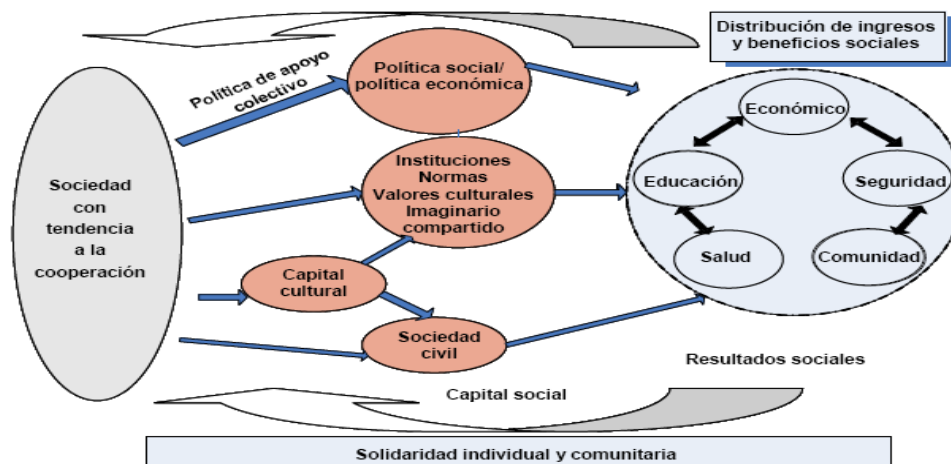 Distribución de ingresos
y beneficios sociales
Política de apoyo
colectivo
Política social/
política económica
Económico
Instituciones
Normas
Valores culturales
Imaginario
compartido
Educación
Seguridad
Sociedad
con
tendencia
a la
cooperación
Capital
cultural
Salud
Comunidad
Sociedad
civil
Resultados sociales
Capital social
Solidaridad individual y comunitaria